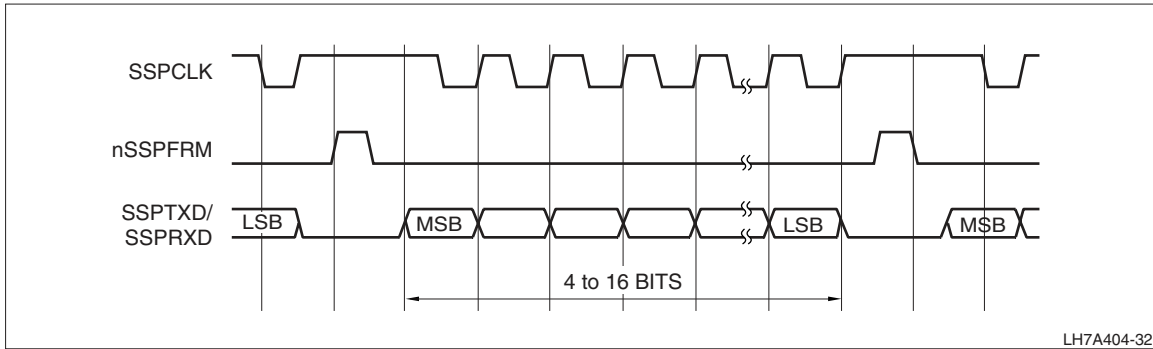 SSPCLK
nSSPFRM
SSPTXD/
SSPRXD
LSB
MSB
LSB
MSB
4 to 16 BITS
LH7A404-32